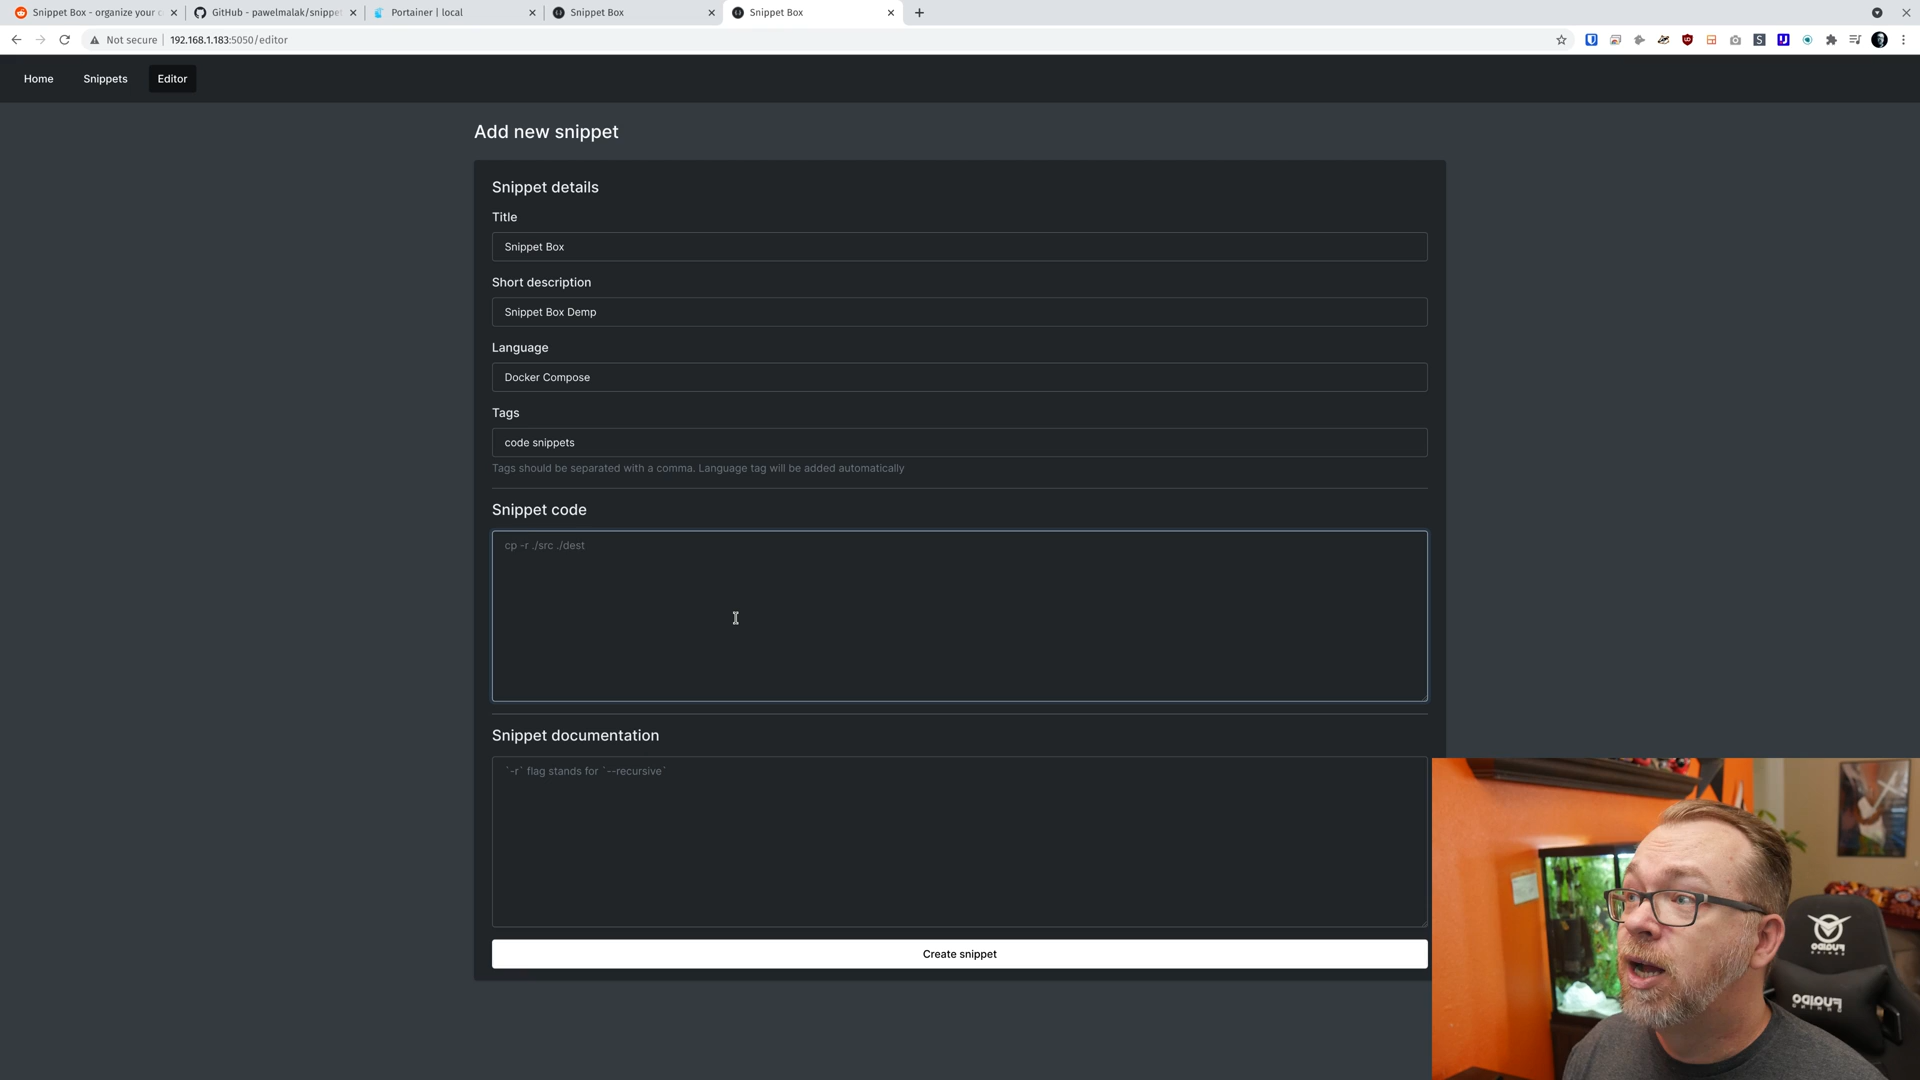 Snippet Box - organize your c
GitHub - pawelmalak/snippet
Portainer | local
Snippet Box
Snippet Box
Not secure
192.168.1.183:5050/editor
Home
Snippets
Editor
Add new snippet
Snippet details
Title
Snippet Box
Short description
Snippet Box Demp
Language
Docker Compose
Tags
code snippets
Tags should be separated with a comma. Language tag will be added automatically
Snippet code
cp -r ./src ./dest
Snippet documentation
`-r` flag stands for `--recursive`
Create snippet